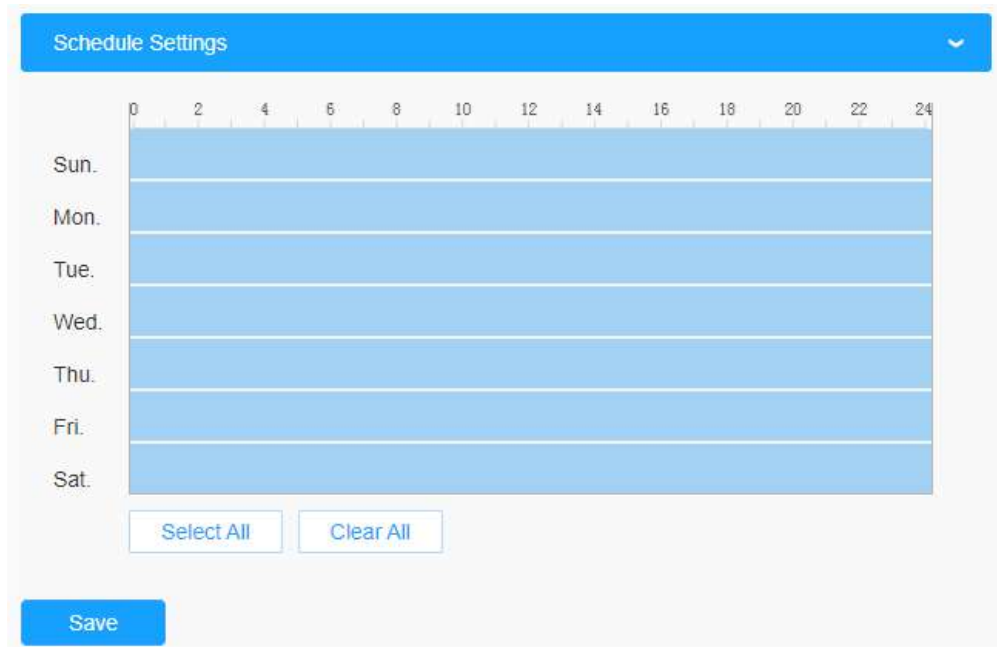 Schedule Settings
0 2 4 6 8 10 12 14 16 18 20 22 24
Sun.
Mon.
Tue.
Wed.
Thu.
Fri.
Sat.
Select All Clear All
Save